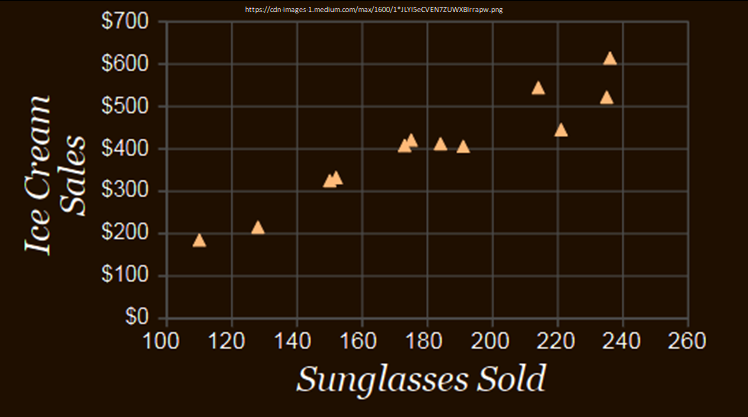 https://cdn-images-1.medium.com/max/1600/1*JLYI5eCVEN7ZUWXBIrrapw.png
$700
$600
$500
$400
$300
$200
$100
$0
Ice Cream
Sales
100 120 140 160 180 200 220 240 260
Sunglasses Sold